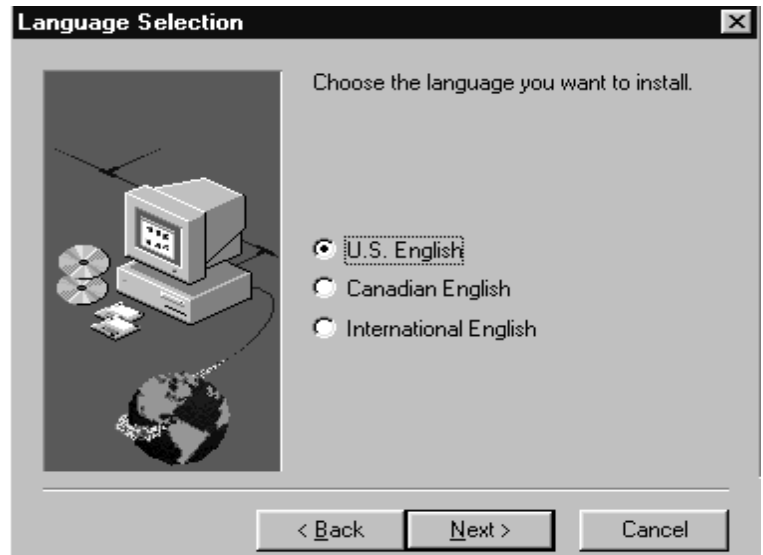 Language Selection
Choose the language you want to install.
U.S. English
Canadian English
International English
< Back
Next >
Cancel